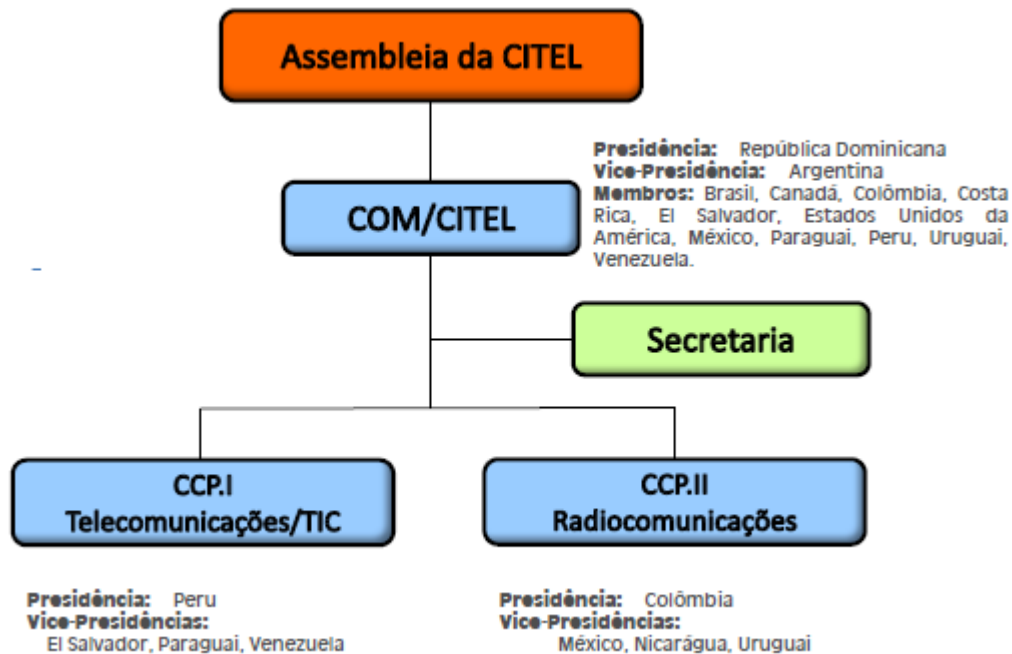 Assembleia da CITEL
Presidência: República Dominicana
Vice-Presidência: Argentina
Membros: Brasil, Canadá, Colômbia, Costa
Rica, El Salvador, Estados Unidos da
América, México, Paraguai, Peru, Uruguai,
Venezuela.
COM/CITEL
Secretaria
CCP.I
Telecomunicações/TIC
CCP.II
Radiocomunicações
Presidência: Peru
Vice-Presidências:
El Salvador, Paraguai, Venezuela
Presidência: Colômbia
Vice-Presidências:
México, Nicarágua, Uruguai